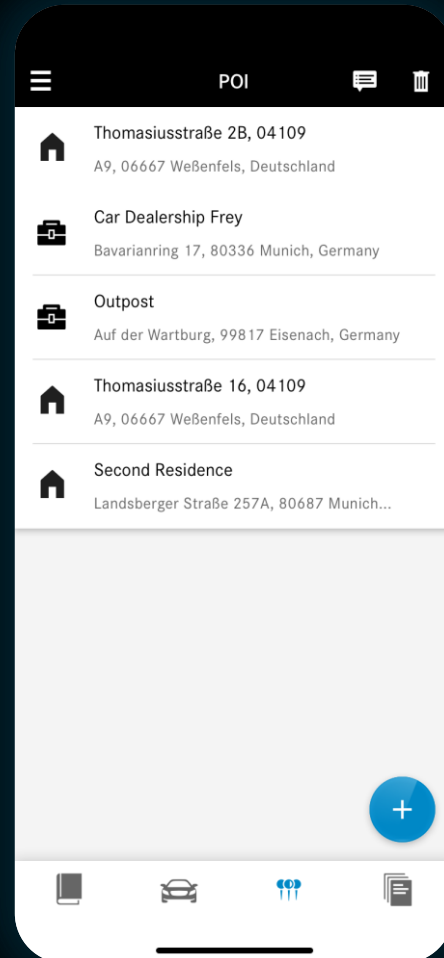 POI
Thomasiusstraße 2B, 04109
A9, 06667 Weßenfels, Deutschland
Car Dealership Frey
Bavarianring 17, 80336 Munich, Germany
Outpost
Auf der Wartburg, 99817 Eisenach, Germany
Thomasiusstraße 16, 04109
A9, 06667 Weßenfels, Deutschland
Second Residence
Landsberger Straße 257A, 80687 Munich...